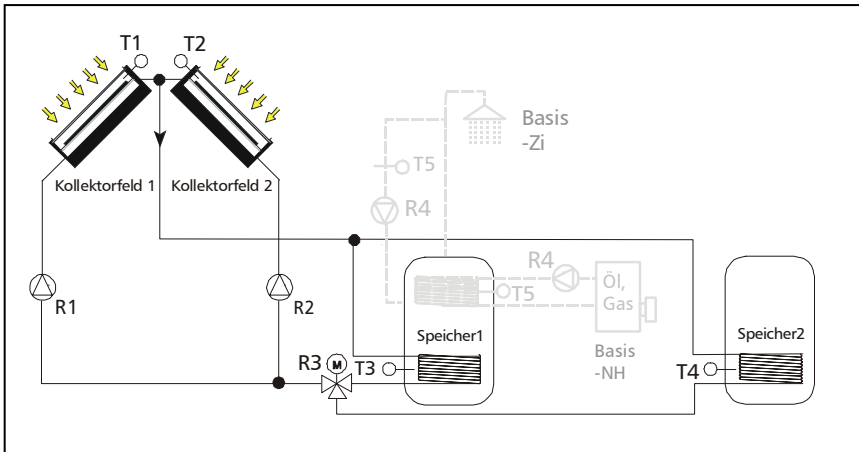 T1
T2
Kollektorfeld 1
Kollektorfeld 2
Basis
-Zi
T5
R4
R4
T5
Öl,
Gas
Basis
-NH
R1
R2
R3
M
T3
Speicher1
T4
Speicher2